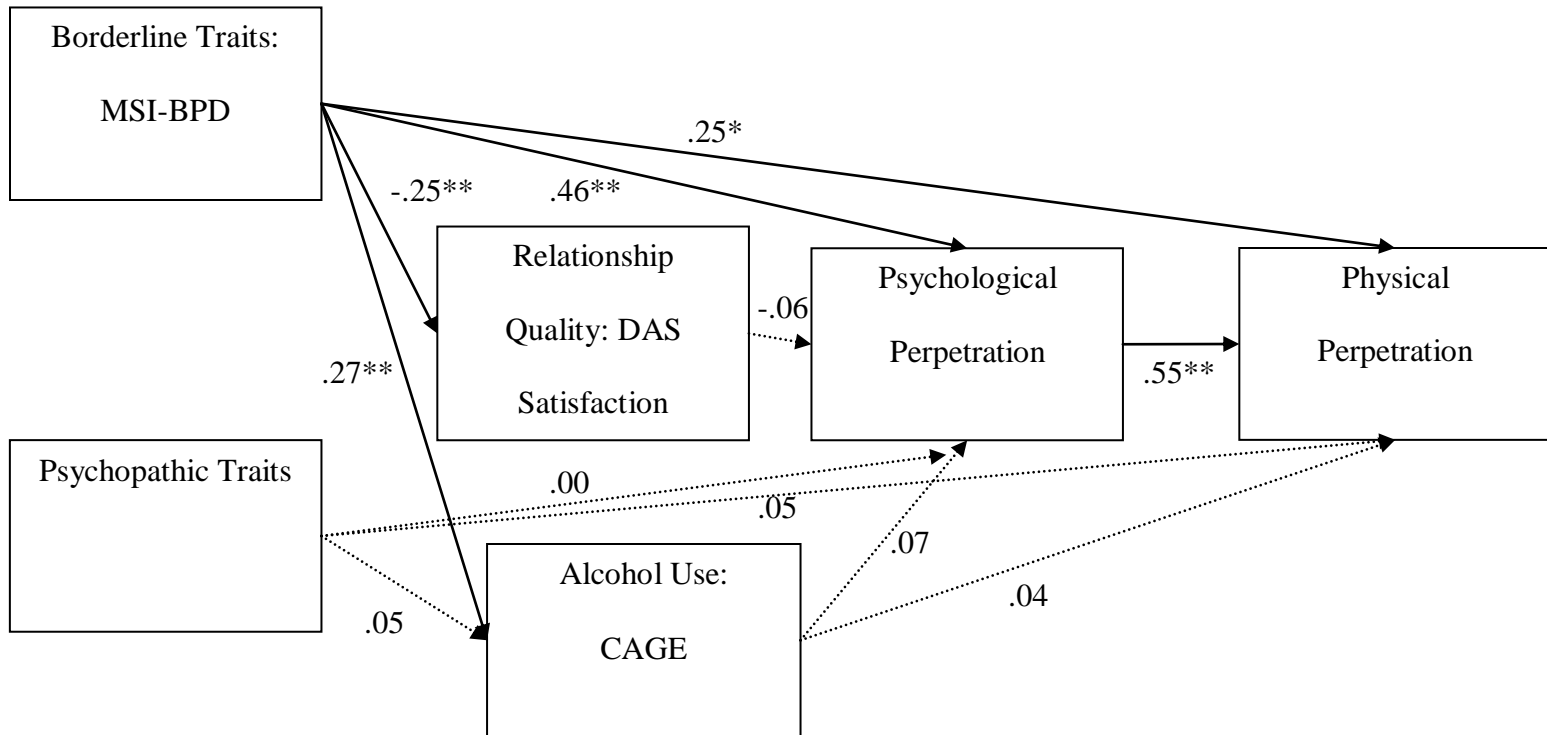 Borderline Traits:
MSI-BPD
.25*
-.25**
.46**
Relationship
Quality: DAS
Satisfaction
-.06
Psychological
Perpetration
.55**
Physical
Perpetration
.27**
Psychopathic Traits
.00
.05
.07
.04
.05
Alcohol Use:
CAGE